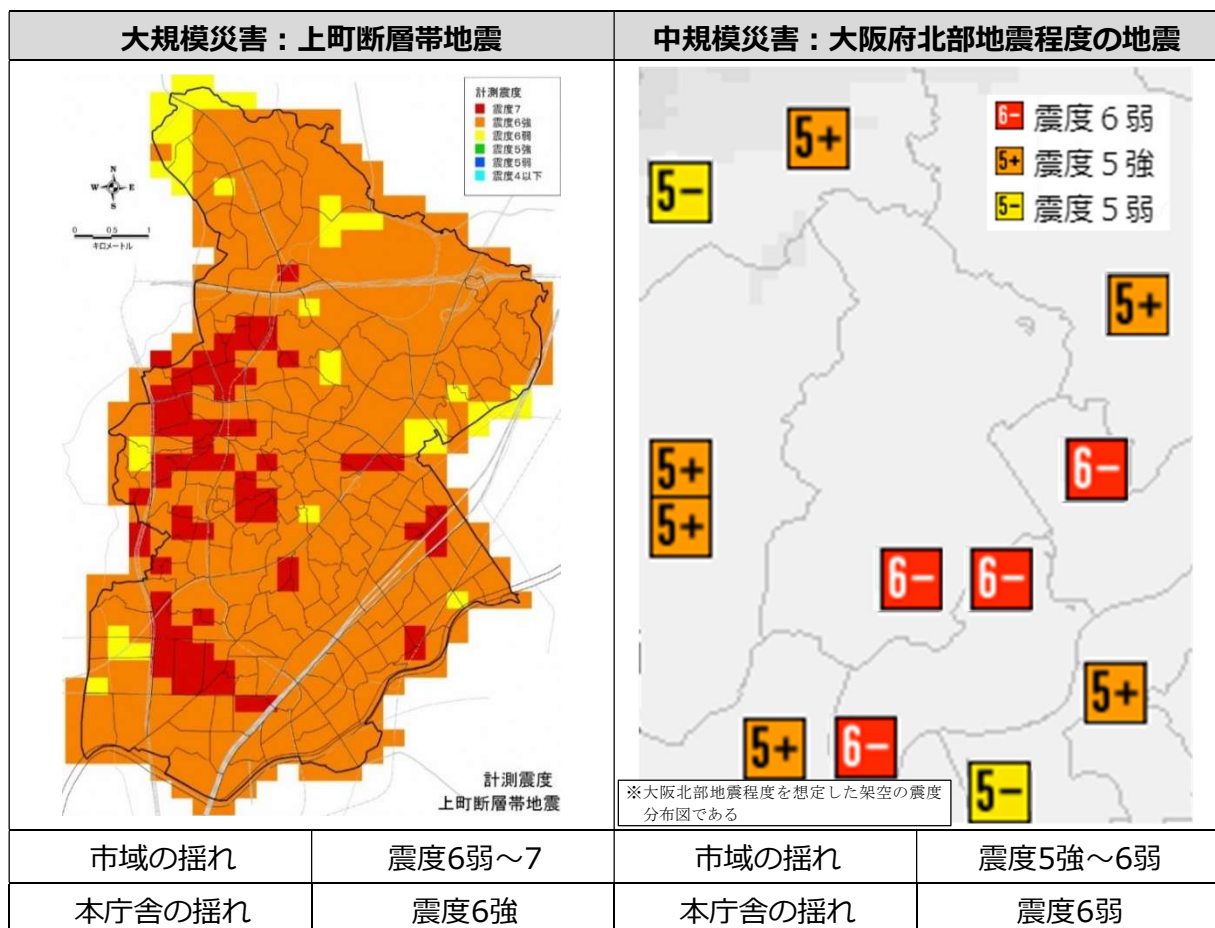 大規模災害：上町断層帯地震
中規模災害：大阪府北部地震程度の地震
計測震度
震度7
震度6強
震度6弱
震度5強
震度5弱
震度4以下
N
W E
S
0 0.5 1
キロメートル
計測震度
上町断層帯地震
6- 震度６弱
5+ 震度５強
5- 震度５弱
5+
5-
5+
5+
5+
6-
6-
6-
5+
5+
6-
5-
※大阪北部地震程度を想定した架空の震度
分布図である
市域の揺れ 震度6弱～7 市域の揺れ 震度5強～6弱
本庁舎の揺れ 震度6強 本庁舎の揺れ 震度6弱